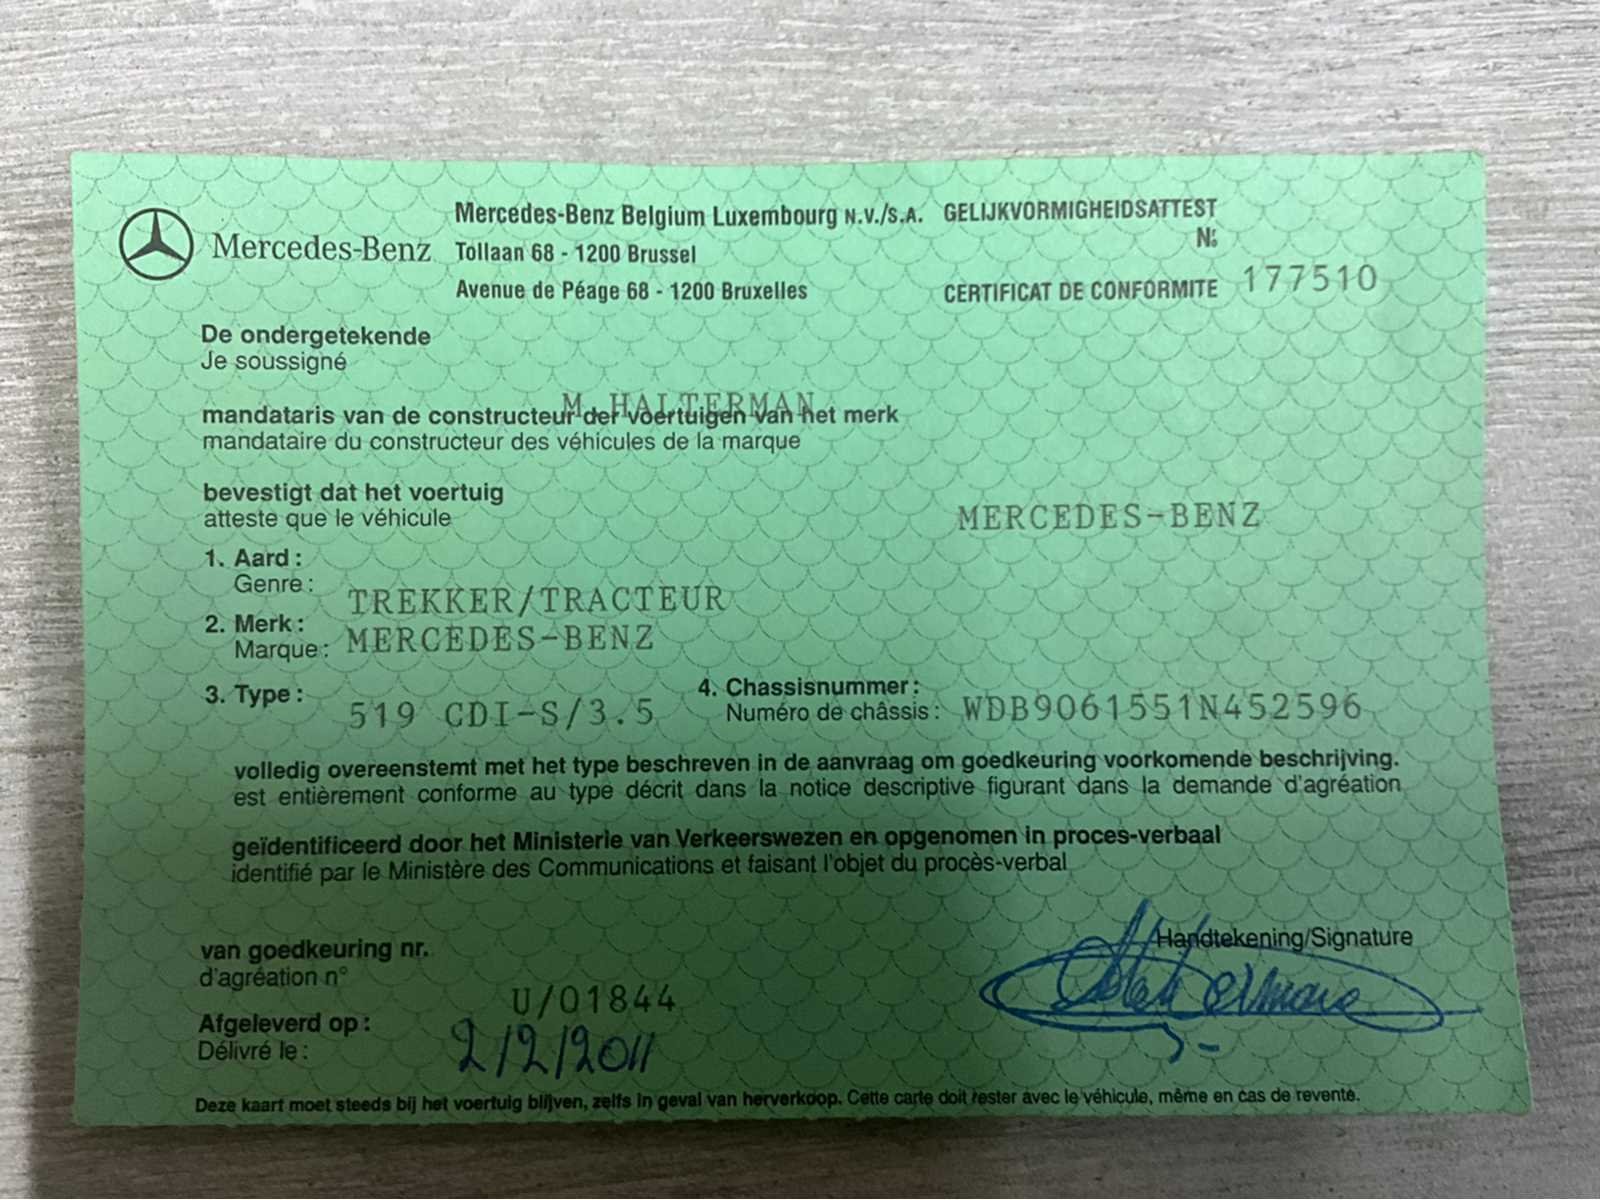 Mercedes-Benz
Mercedes-Benz Belgium Luxembourg N.V./S.A.
Tollaan 68 - 1200 Brussel
Avenue de Péage 68 - 1200 Bruxelles
GELIJKVORMIGHEIDSATTEST
Nº
CERTIFICAT DE CONFORMITE 177510
De ondergetekende
Je soussigné
M. HALTERMAN
mandataris van de constructeur der voertuigen van het merk
mandataire du constructeur des véhicules de la marque
bevestigt dat het voertuig
atteste que le véhicule
MERCEDES-BENZ
1. Aard :
Genre :
TREKKER/TRACTEUR
2. Merk :
Marque : MERCEDES-BENZ
3. Type :
519 CDI-S/3.5
4. Chassisnummer :
Numéro de châssis : WDB9061551N452596
volledig overeenstemt met het type beschreven in de aanvraag om goedkeuring voorkomende beschrijving.
est entièrement conforme au type décrit dans la notice descriptive figurant dans la demande d'agréation
geïdentificeerd door het Ministerie van Verkeerswezen en opgenomen in proces-verbaal
identifié par le Ministère des Communications et faisant l'objet du procès-verbal
van goedkeuring nr.
d'agréation n°
U/01844
Handtekening/Signature
Afgeleverd op :
Délivré le :
2/2/2011
Deze kaart moet steeds bij het voertuig blijven, zelfs in geval van herverkoop. Cette carte doit rester avec le véhicule, même en cas de revente.